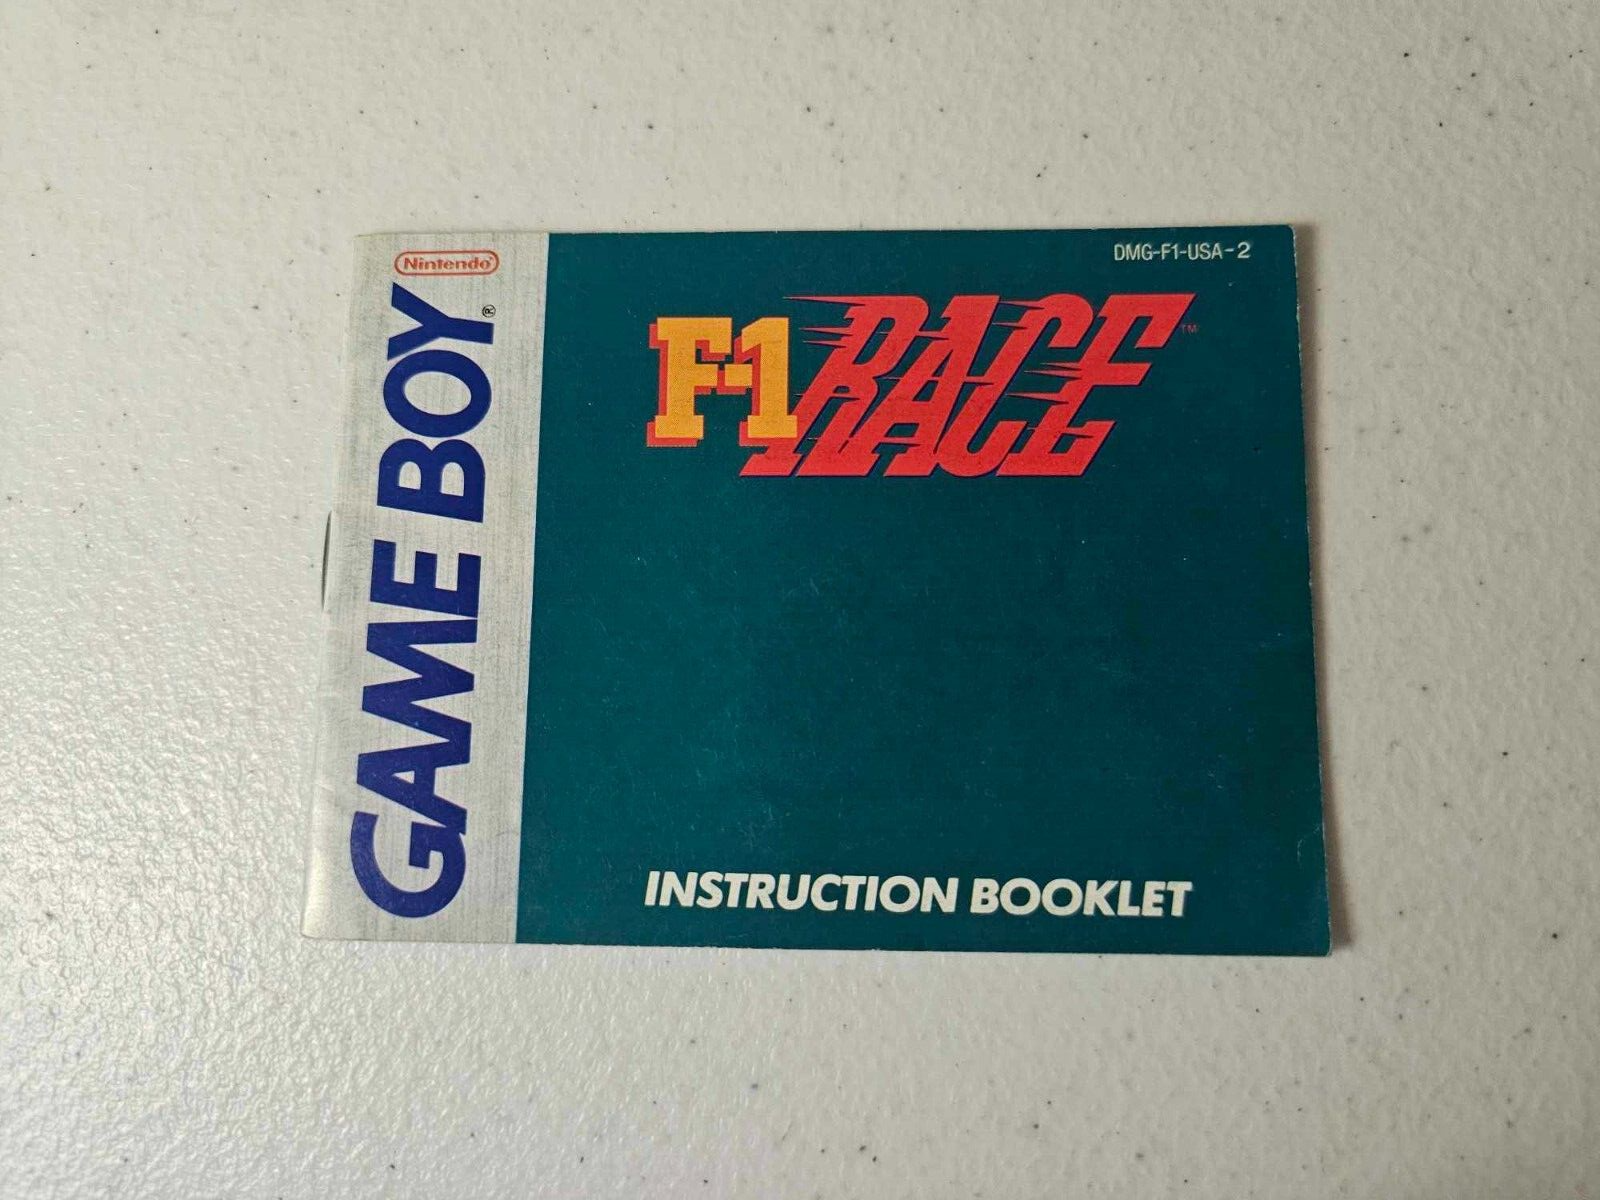 Nintendo®
GAME BOY®
DMG-F1-USA-2
F-1 RACE™
INSTRUCTION BOOKLET